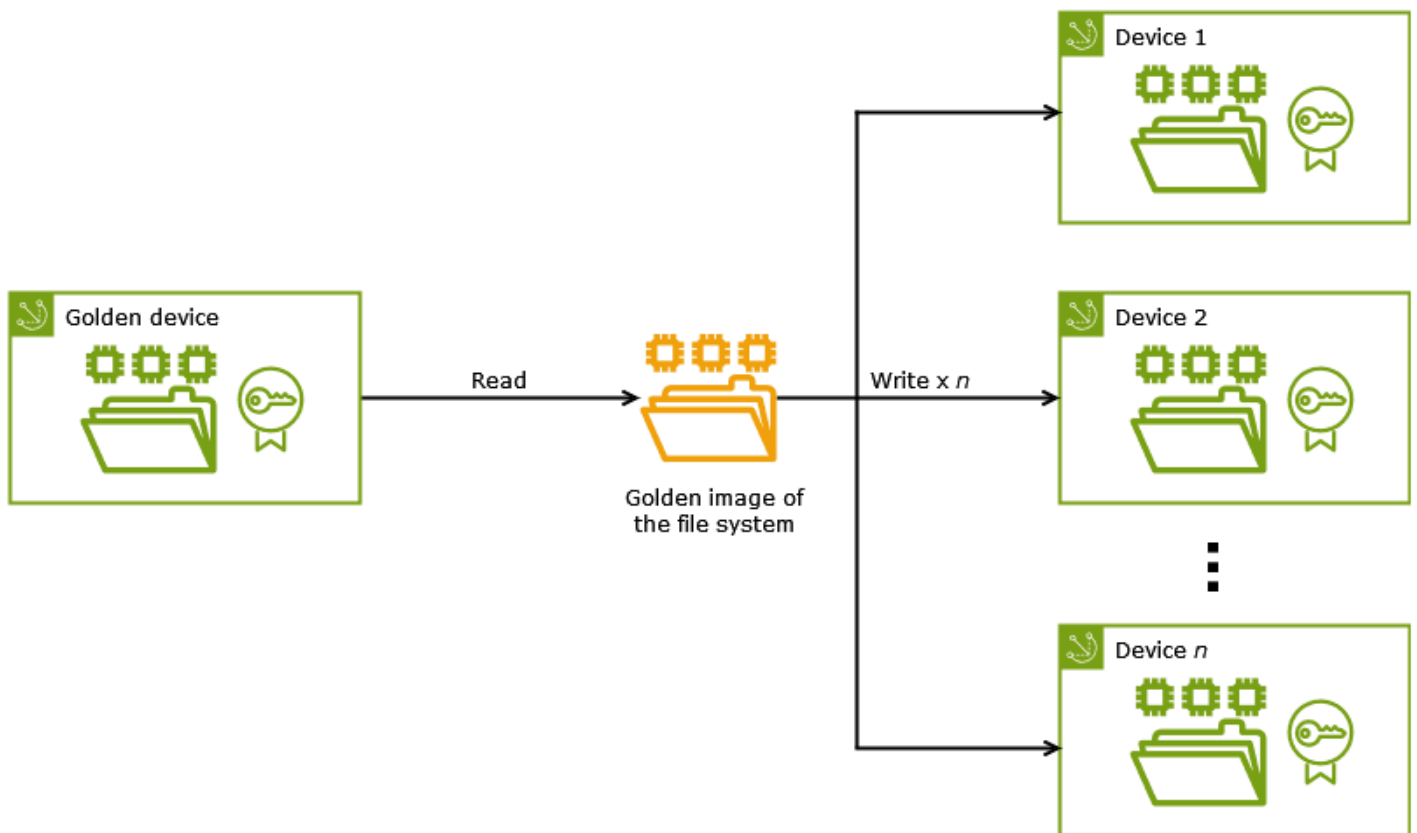 Device 1
Golden device
Read
Golden image of
the file system
Write x n
Device 2
Device n